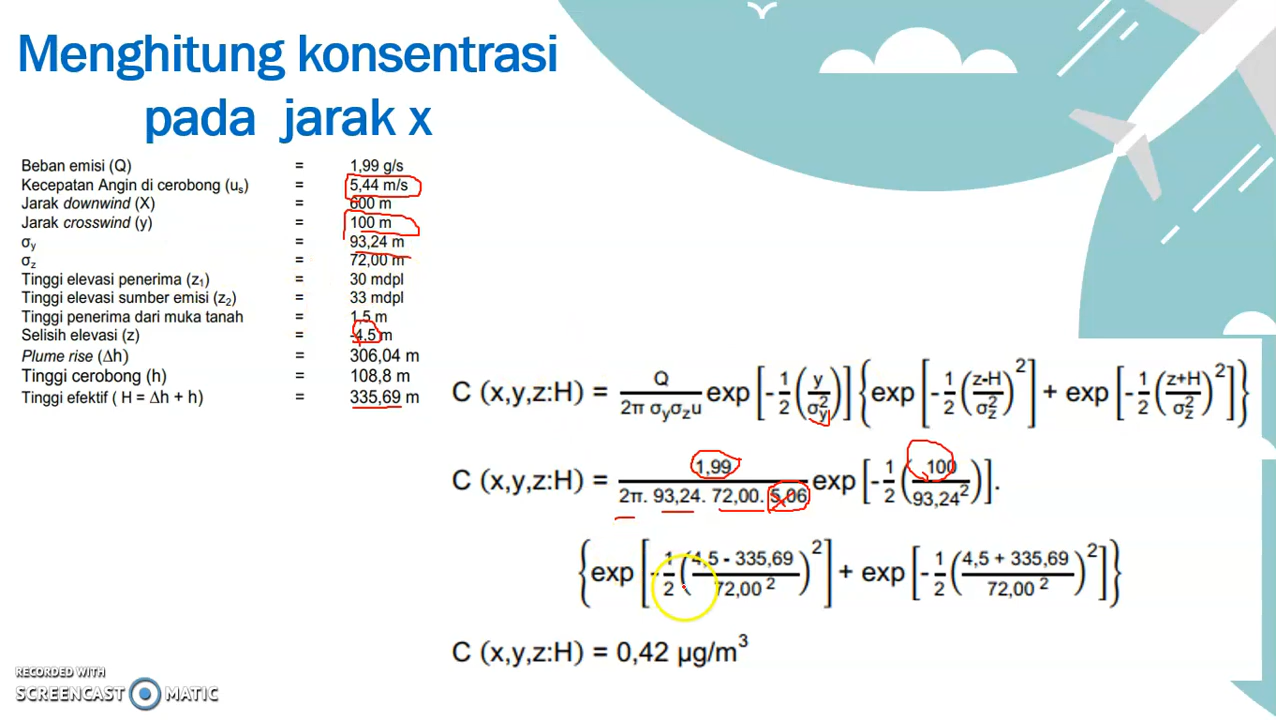 Menghitung konsentrasi
pada jarak x
Beban emisi (Q) = 1,99 g/s
Kecepatan Angin di cerobong (us) = 5,44 m/s
Jarak downwind (X) = 600 m
Jarak crosswind (y) = 100 m
σy = 93,24 m
σz = 72,00 m
Tinggi elevasi penerima (z1) = 30 mdpl
Tinggi elevasi sumber emisi (z2) = 33 mdpl
Tinggi penerima dari muka tanah = 1,5 m
Selisih elevasi (z) = -4,5 m
Plume rise (Δh) = 306,04 m
Tinggi cerobong (h) = 108,8 m
Tinggi efektif ( H = Δh + h) = 335,69 m
C (x,y,z:H) = Q / 2π σyσzu exp [-1/2 (y/σy²)] {exp [-1/2 (z-H/σz²)²] + exp [-1/2 (z+H/σz²)²]}
C (x,y,z:H) = 1,99 / 2π. 93,24. 72,00. 5,06 exp [-1/2 (100/93,24²)].
{exp [-1/2 (4,5 - 335,69/72,00 ²)²] + exp [-1/2 (4,5 + 335,69/72,00 ²)²]}
C (x,y,z:H) = 0,42 µg/m³
RECORDED WITH
SCREENCAST MATIC